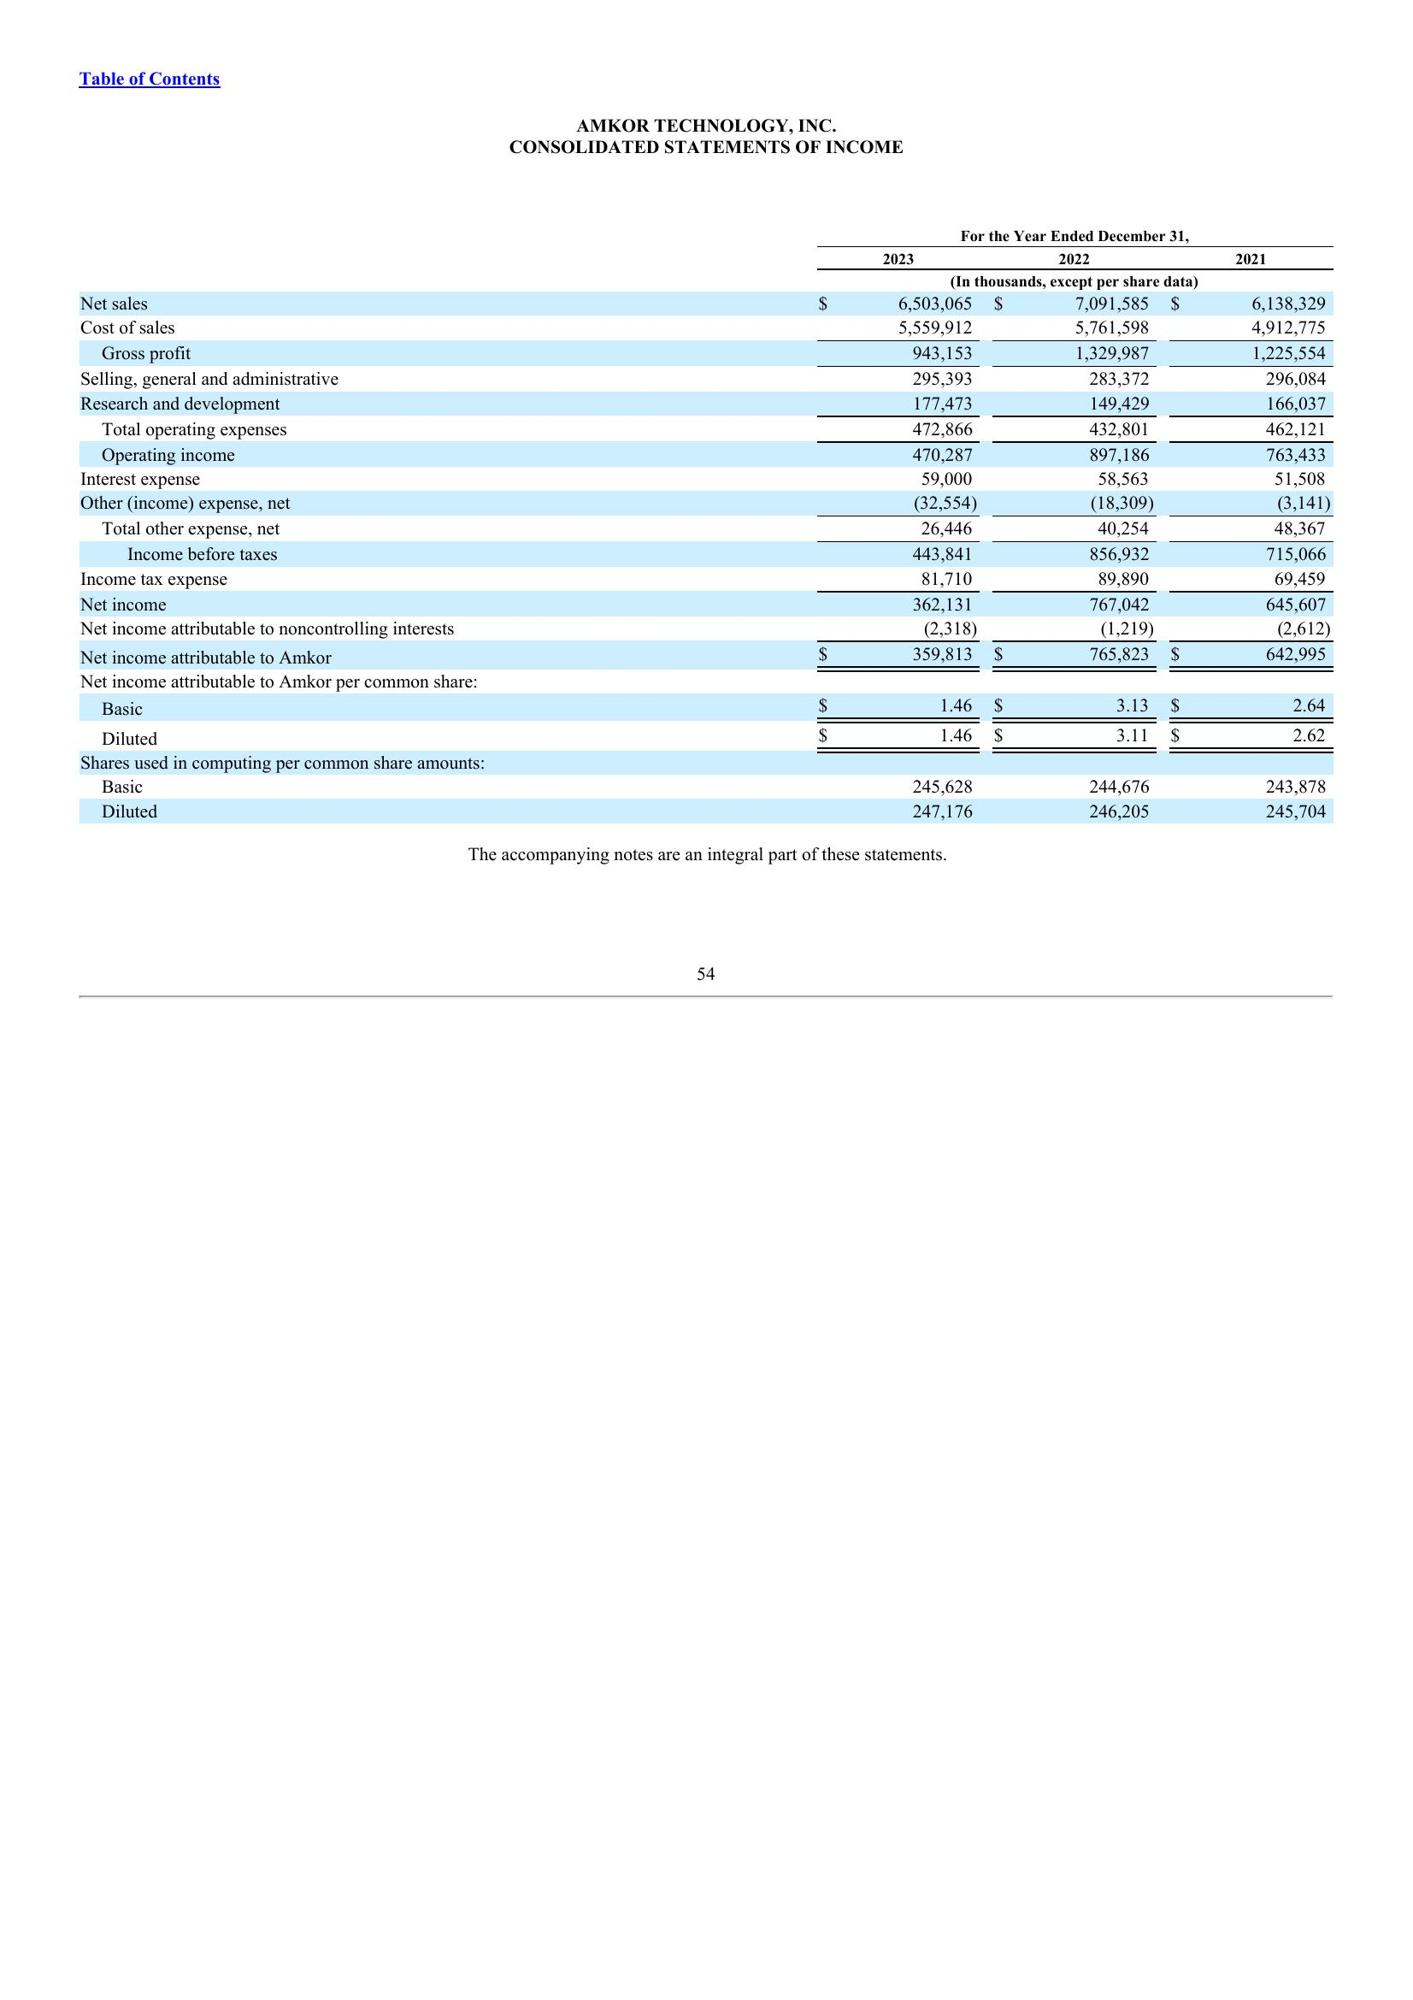 Table of Contents
AMKOR TECHNOLOGY, INC.
CONSOLIDATED STATEMENTS OF INCOME
For the Year Ended December 31,
2023 2022 2021
(In thousands, except per share data)
Net sales $ 6,503,065 $ 7,091,585 $ 6,138,329
Cost of sales 5,559,912 5,761,598 4,912,775
Gross profit 943,153 1,329,987 1,225,554
Selling, general and administrative 295,393 283,372 296,084
Research and development 177,473 149,429 166,037
Total operating expenses 472,866 432,801 462,121
Operating income 470,287 897,186 763,433
Interest expense 59,000 58,563 51,508
Other (income) expense, net (32,554) (18,309) (3,141)
Total other expense, net 26,446 40,254 48,367
Income before taxes 443,841 856,932 715,066
Income tax expense 81,710 89,890 69,459
Net income 362,131 767,042 645,607
Net income attributable to noncontrolling interests (2,318) (1,219) (2,612)
Net income attributable to Amkor $ 359,813 $ 765,823 $ 642,995
Net income attributable to Amkor per common share:
Basic $ 1.46 $ 3.13 $ 2.64
Diluted $ 1.46 $ 3.11 $ 2.62
Shares used in computing per common share amounts:
Basic 245,628 244,676 243,878
Diluted 247,176 246,205 245,704
The accompanying notes are an integral part of these statements.
54